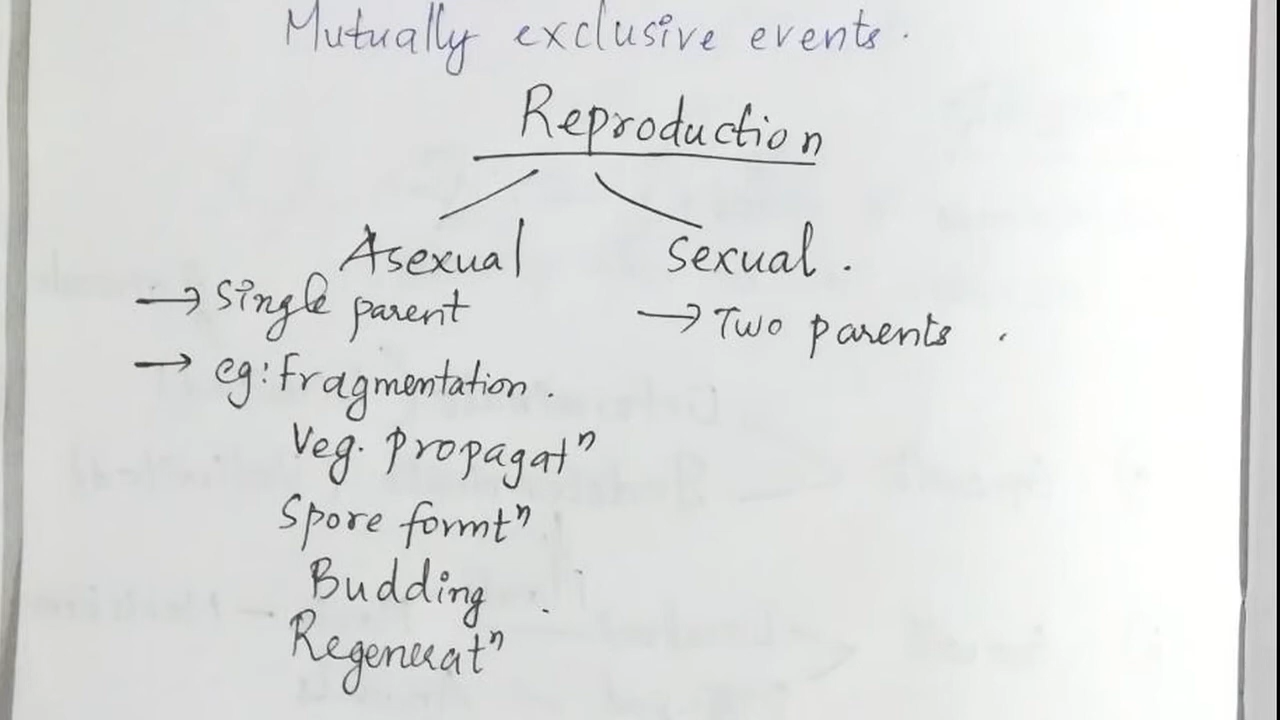 Mutually exclusive events.
Reproduction
Asexual
Sexual.
→ Single parent
→ Two parents.
→ eg: Fragmentation.
Veg. propagatⁿ
Spore formtⁿ
Budding.
Regeneratⁿ